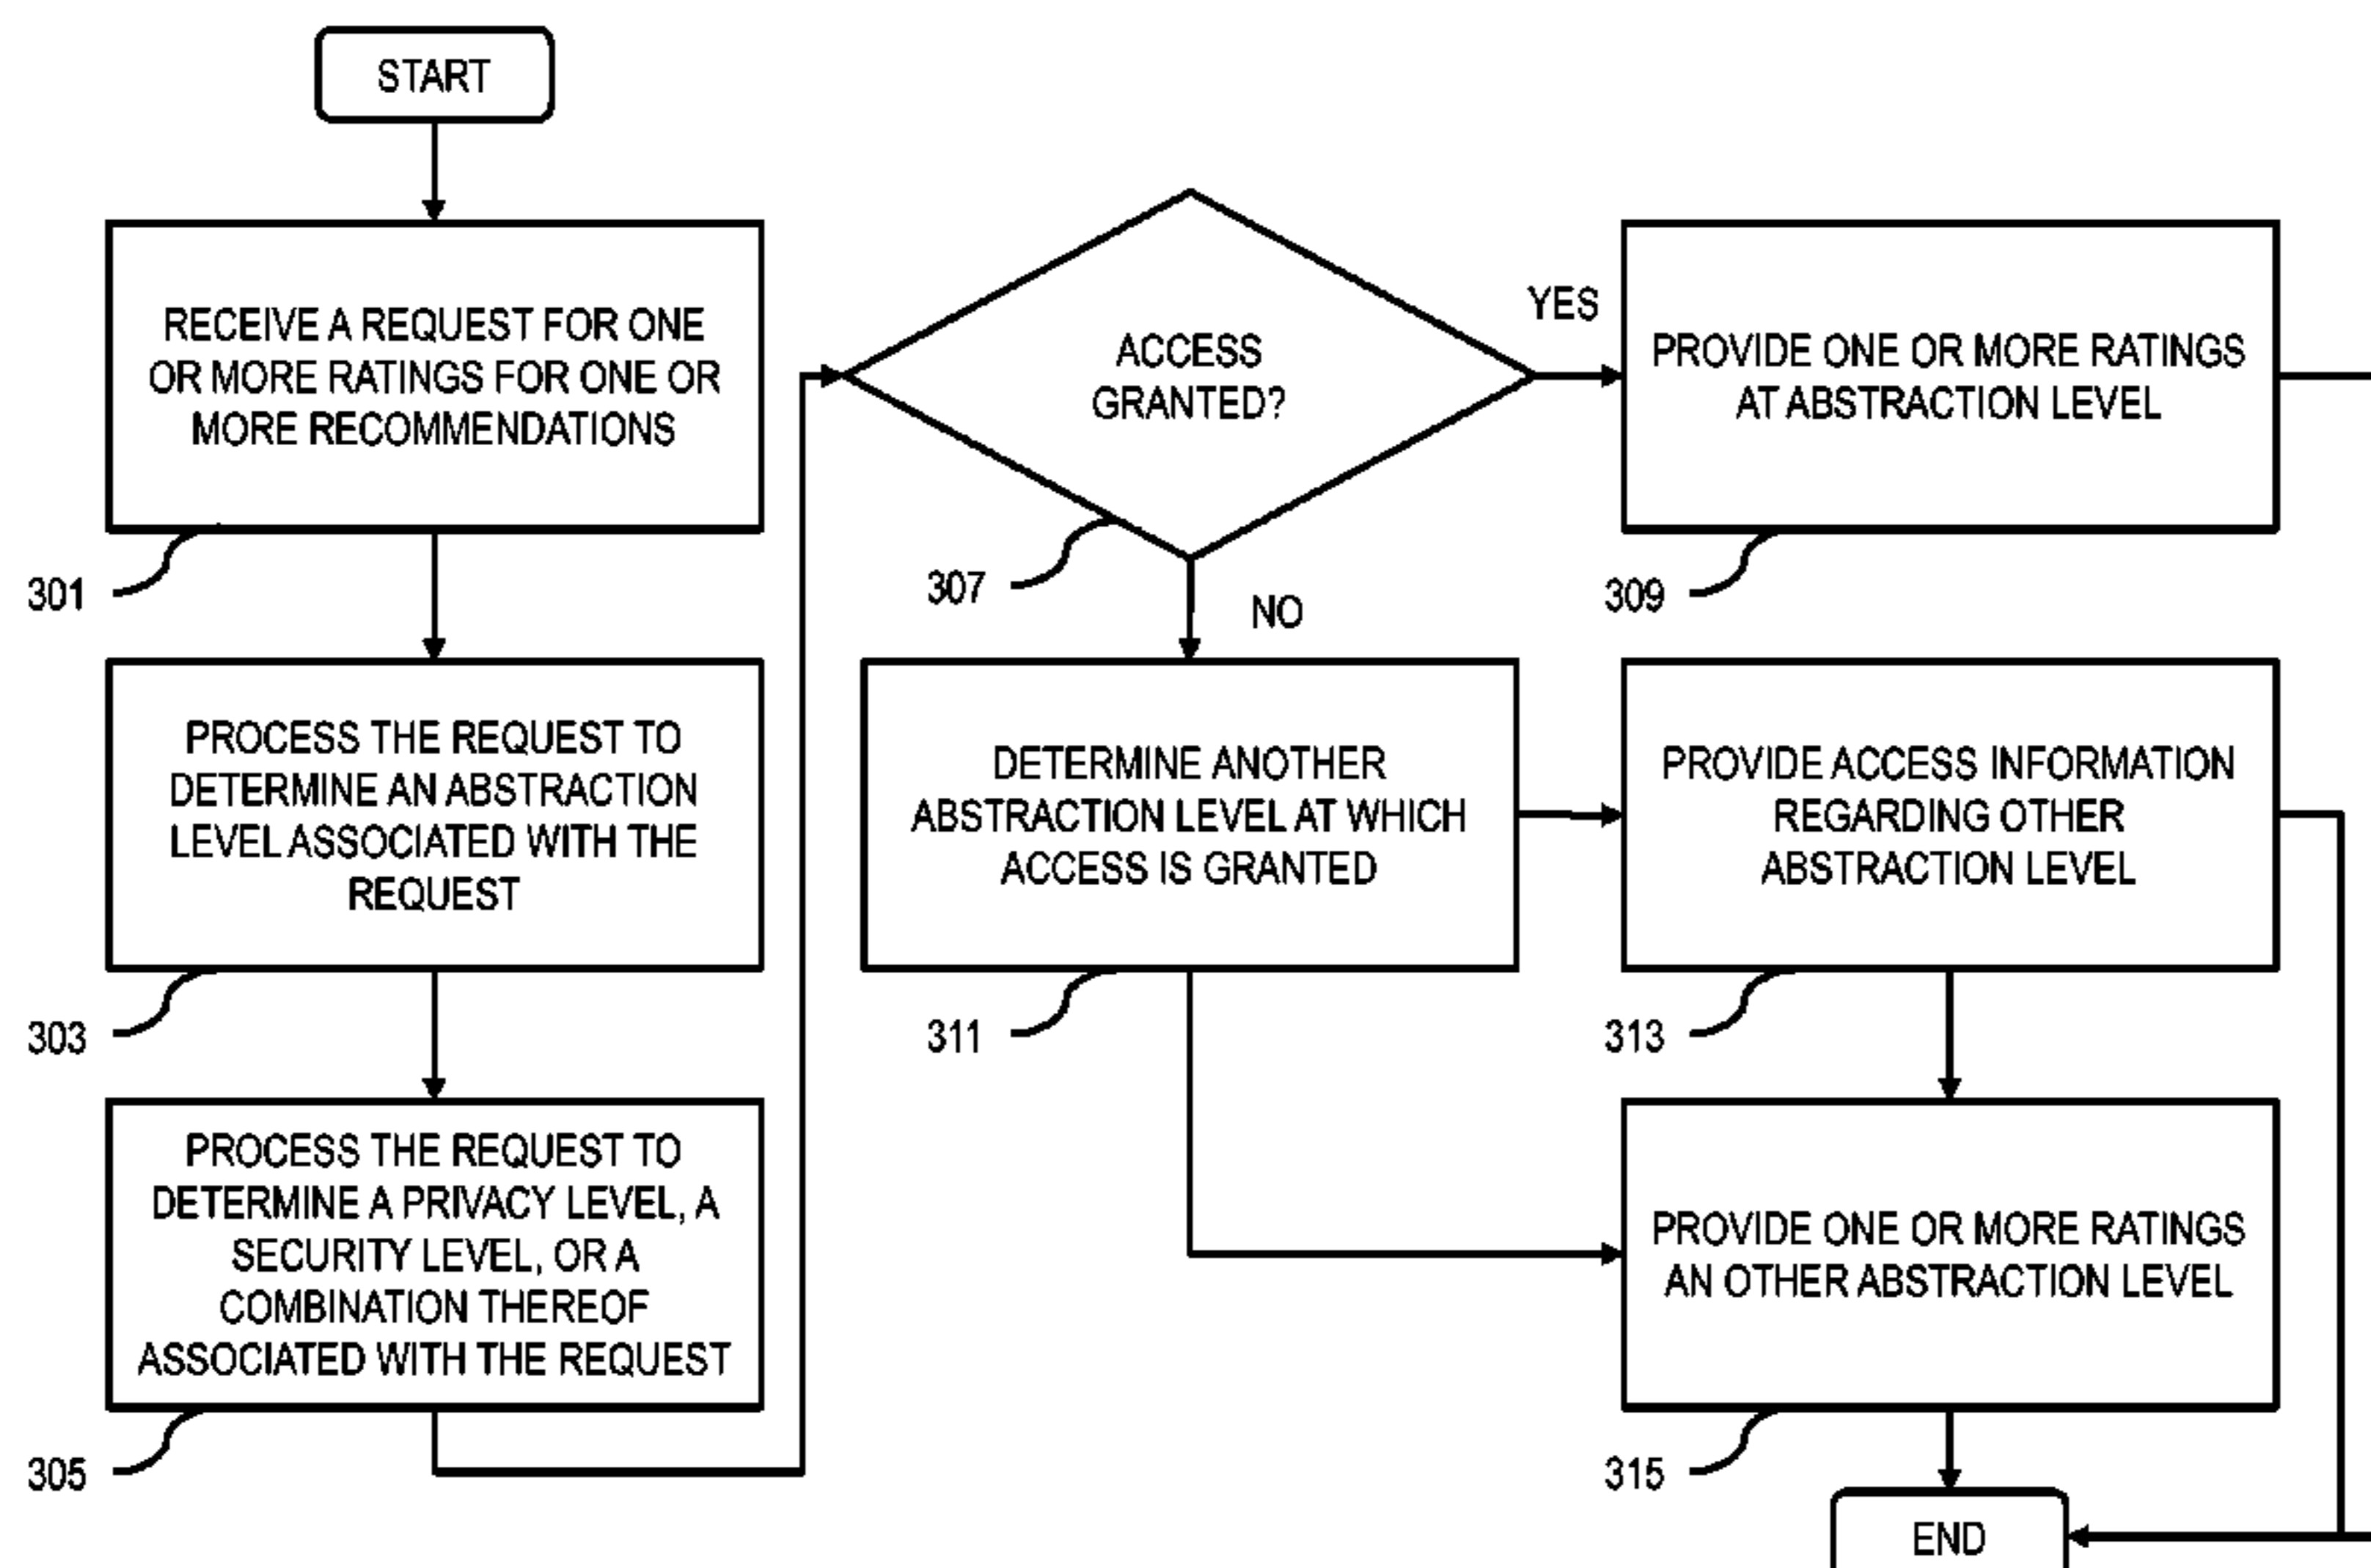 START
RECEIVE A REQUEST FOR ONE
OR MORE RATINGS FOR ONE OR
MORE RECOMMENDATIONS
301
PROCESS THE REQUEST TO
DETERMINE AN ABSTRACTION
LEVEL ASSOCIATED WITH THE
REQUEST
303
PROCESS THE REQUEST TO
DETERMINE A PRIVACY LEVEL, A
SECURITY LEVEL, OR A
COMBINATION THEREOF
ASSOCIATED WITH THE REQUEST
305
ACCESS
GRANTED?
307
YES
NO
PROVIDE ONE OR MORE RATINGS
AT ABSTRACTION LEVEL
309
DETERMINE ANOTHER
ABSTRACTION LEVEL AT WHICH
ACCESS IS GRANTED
311
PROVIDE ACCESS INFORMATION
REGARDING OTHER
ABSTRACTION LEVEL
313
PROVIDE ONE OR MORE RATINGS
AN OTHER ABSTRACTION LEVEL
315
END